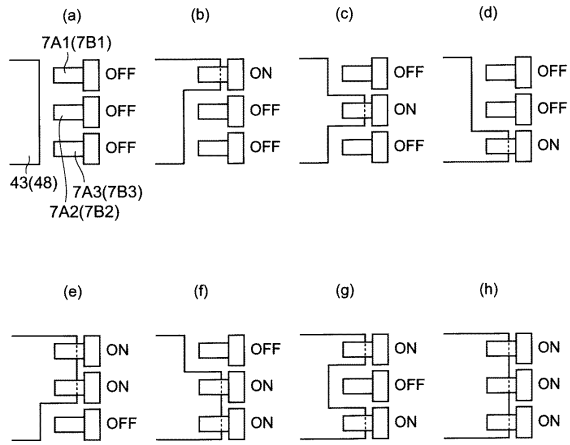 (a) (b) (c) (d)
7A1(7B1)
OFF ON OFF OFF
OFF OFF ON OFF
OFF OFF OFF ON
43(48) 7A3(7B3)
7A2(7B2)
(e) (f) (g) (h)
ON OFF ON ON
ON ON OFF ON
OFF ON ON ON